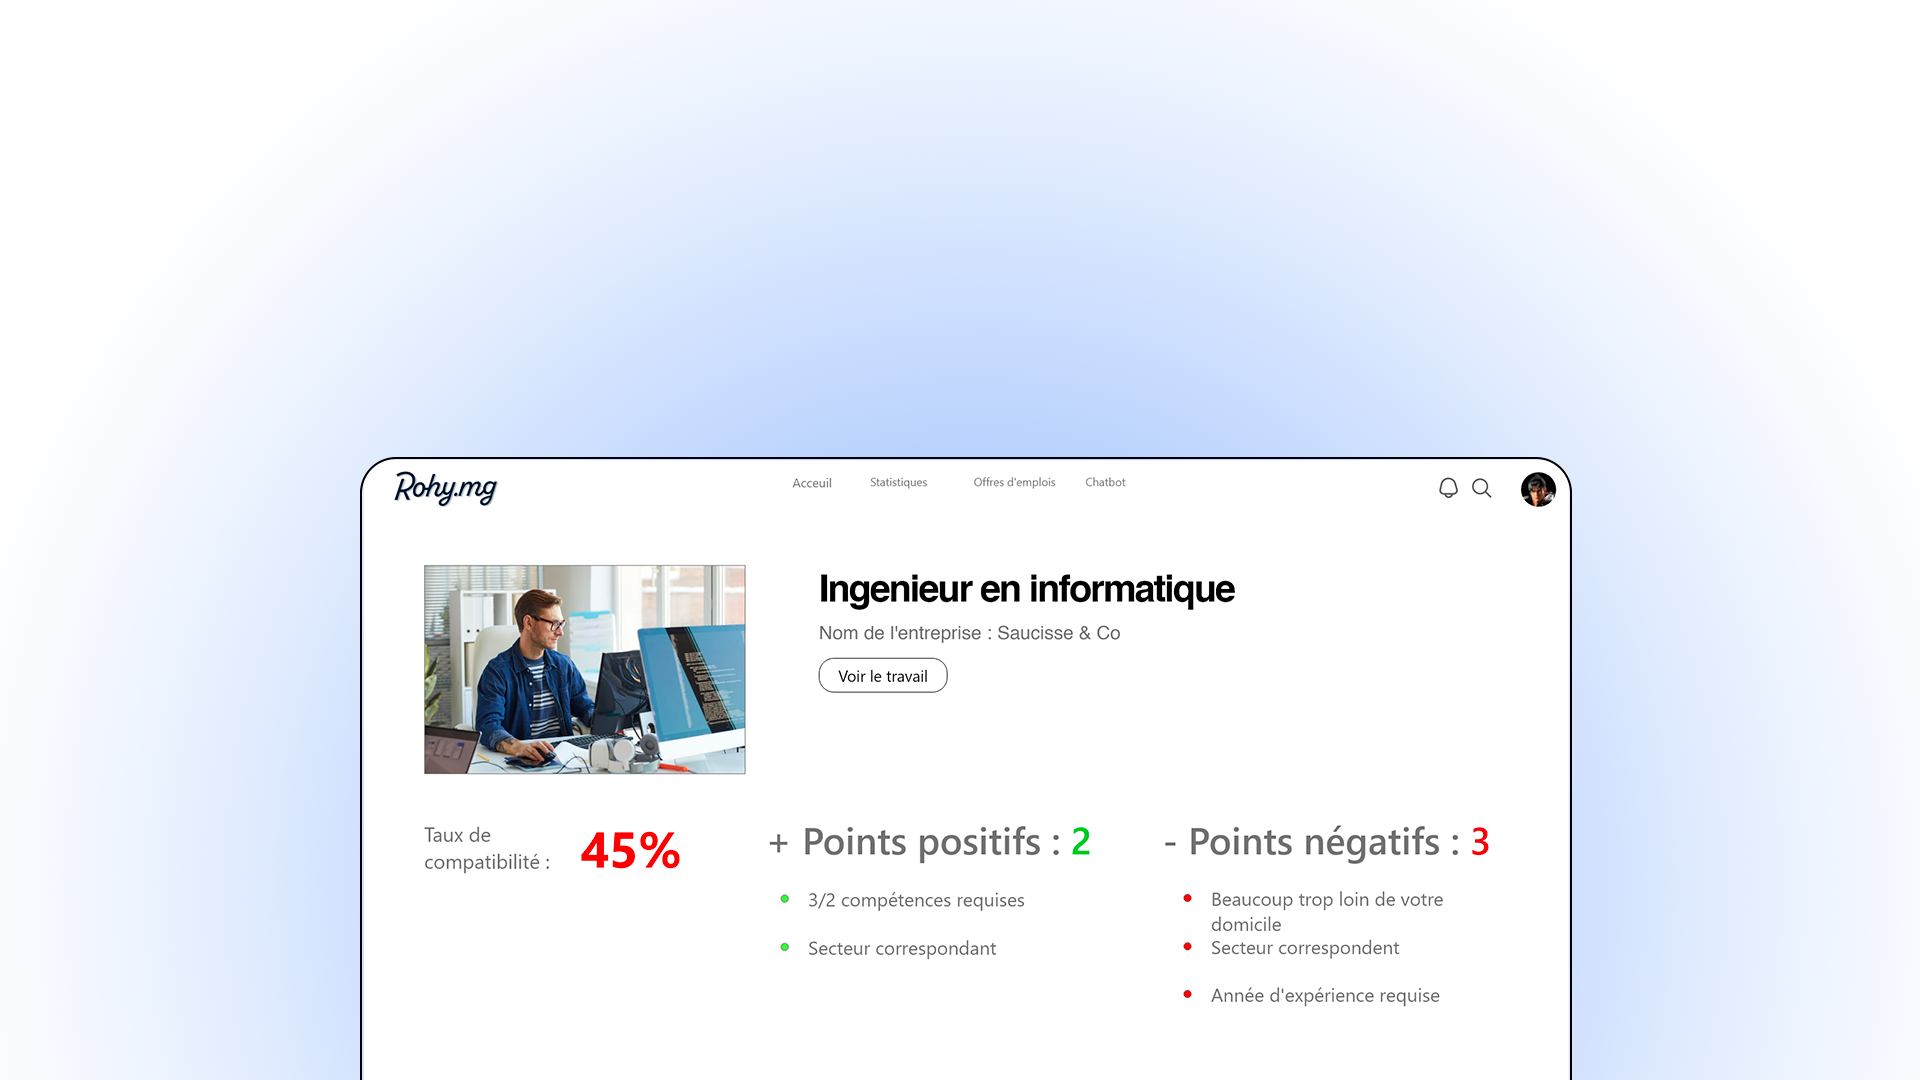 Rohy.mg
Acceuil
Statistiques
Offres d'emplois
Chatbot
Ingenieur en informatique
Nom de l'entreprise : Saucisse & Co
Voir le travail
Taux de
compatibilité :
45%
+ Points positifs : 2
3/2 compétences requises
Secteur correspondant
- Points négatifs : 3
Beaucoup trop loin de votre
domicile
Secteur correspondent
Année d'expérience requise